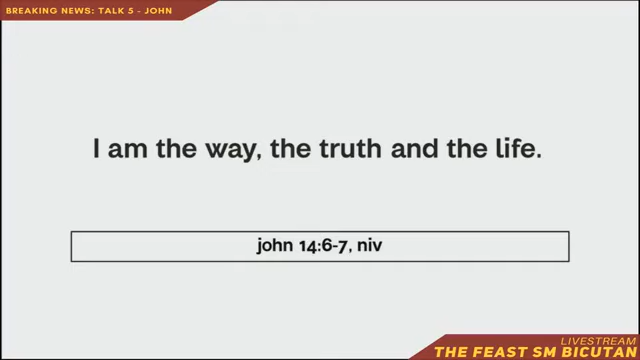 BREAKING NEWS: TALK 5 - JOHN
I am the way, the truth and the life.
john 14:6-7, niv
LIVESTREAM
THE FEAST SM BICUTAN